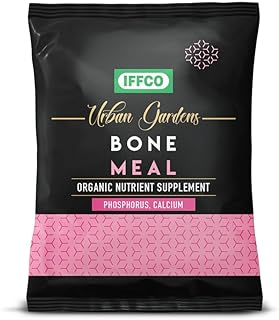 IFFCO
Urban Gardens
BONE
MEAL
ORGANIC NUTRIENT SUPPLEMENT
PHOSPHORUS, CALCIUM